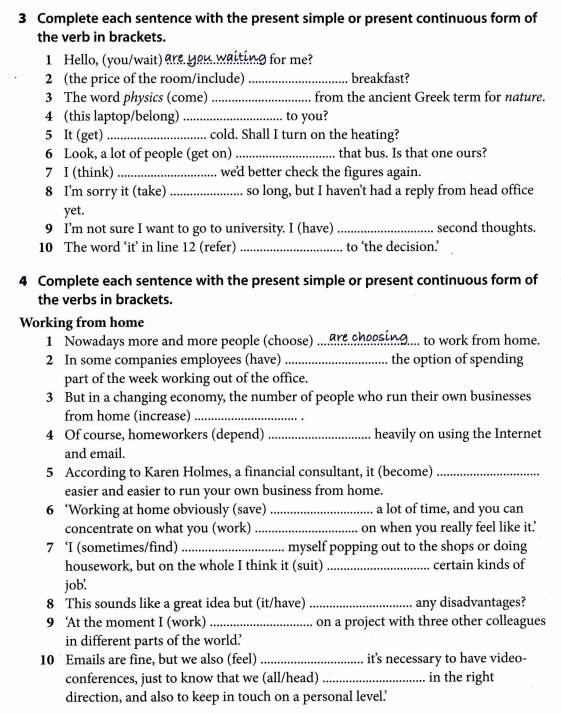 3 Complete each sentence with the present simple or present continuous form of
the verb in brackets.
1 Hello, (you/wait) are you waiting for me?
2 (the price of the room/include) .............................. breakfast?
3 The word physics (come) .............................. from the ancient Greek term for nature.
4 (this laptop/belong) .............................. to you?
5 It (get) .............................. cold. Shall I turn on the heating?
6 Look, a lot of people (get on) .............................. that bus. Is that one ours?
7 I (think) .............................. we'd better check the figures again.
8 I'm sorry it (take) ...................... so long, but I haven't had a reply from head office
yet.
9 I'm not sure I want to go to university. I (have) ............................. second thoughts.
10 The word 'it' in line 12 (refer) .............................. to 'the decision.'
4 Complete each sentence with the present simple or present continuous form of
the verbs in brackets.
Working from home
1 Nowadays more and more people (choose) ...are choosing... to work from home.
2 In some companies employees (have) .............................. the option of spending
part of the week working out of the office.
3 But in a changing economy, the number of people who run their own businesses
from home (increase) .............................. .
4 Of course, homeworkers (depend) .............................. heavily on using the Internet
and email.
5 According to Karen Holmes, a financial consultant, it (become) ..............................
easier and easier to run your own business from home.
6 'Working at home obviously (save) .............................. a lot of time, and you can
concentrate on what you (work) .............................. on when you really feel like it.'
7 'I (sometimes/find) .............................. myself popping out to the shops or doing
housework, but on the whole I think it (suit) .............................. certain kinds of
job'.
8 This sounds like a great idea but (it/have) .............................. any disadvantages?
9 'At the moment I (work) .............................. on a project with three other colleagues
in different parts of the world.'
10 Emails are fine, but we also (feel) .............................. it's necessary to have video-
conferences, just to know that we (all/head) .............................. in the right
direction, and also to keep in touch on a personal level.'